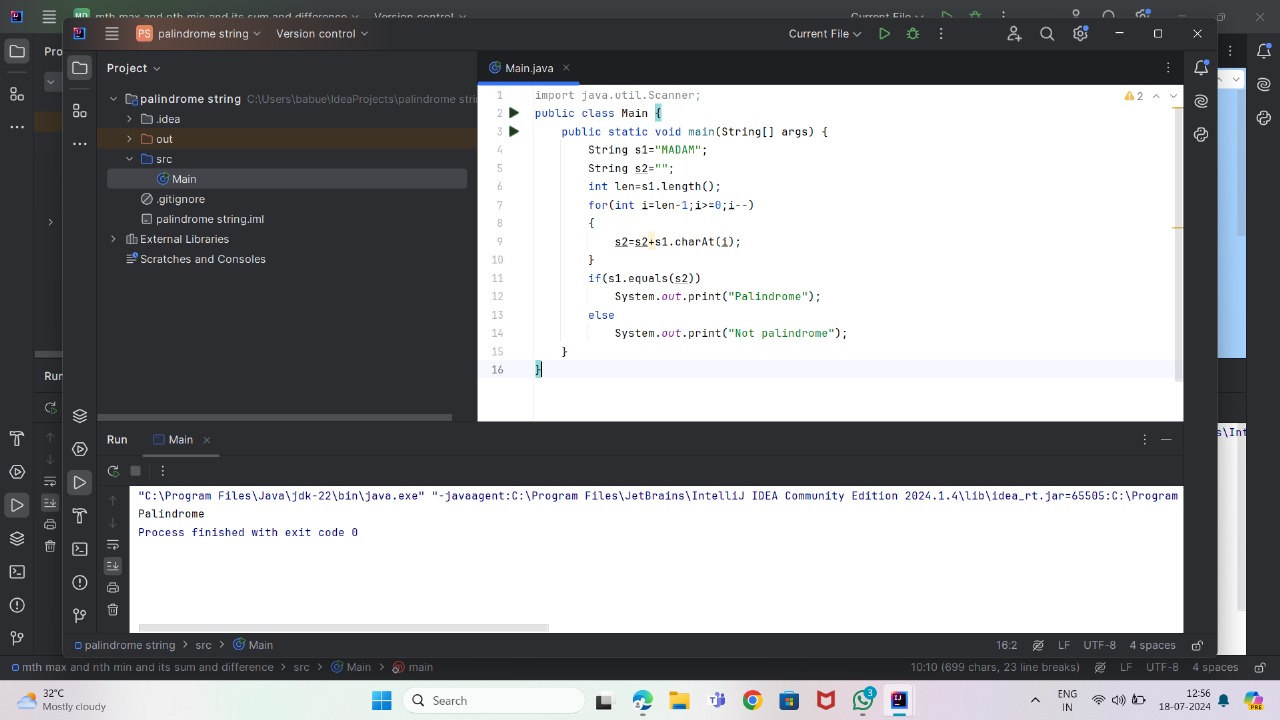 mth max and nth min and its sum and difference Version control Current File
PS palindrome string Version control Current File
Pro
Project
Main.java
palindrome string C:\Users\babue\IdeaProjects\palindrome stri
.idea
out
src
Main
.gitignore
palindrome string.iml
External Libraries
Scratches and Consoles
2
1 import java.util.Scanner;
2 public class Main {
3 public static void main(String[] args) {
4 String s1="MADAM";
5 String s2="";
6 int len=s1.length();
7 for(int i=len-1;i>=0;i--)
8 {
9 s2=s2+s1.charAt(i);
10 }
11 if(s1.equals(s2))
12 System.out.print("Palindrome");
13 else
14 System.out.print("Not palindrome");
15 }
16 }
Run
Run Main
s\Int
"C:\Program Files\Java\jdk-22\bin\java.exe" "-javaagent:C:\Program Files\JetBrains\IntelliJ IDEA Community Edition 2024.1.4\lib\idea_rt.jar=65505:C:\Program
Palindrome
Process finished with exit code 0
palindrome string > src > Main 16:2 LF UTF-8 4 spaces
mth max and nth min and its sum and difference > src > Main > main 10:10 (699 chars, 23 line breaks) LF UTF-8 4 spaces
32°C
Mostly cloudy
Search
3
ENG
IN
12:56
18-07-2024
PRE